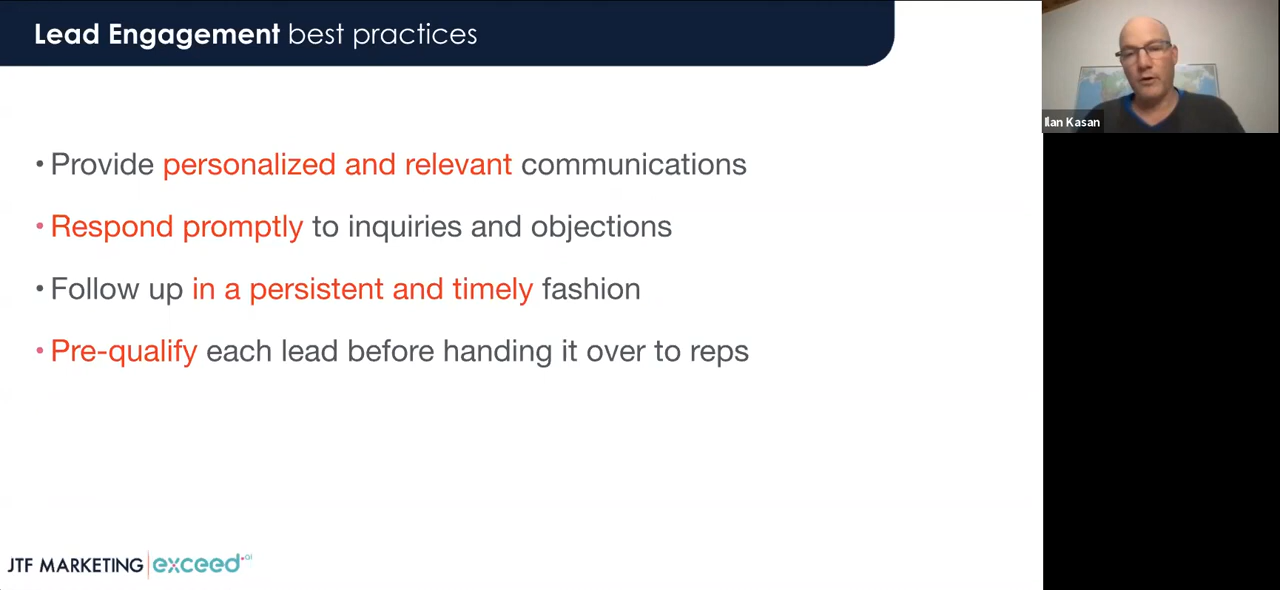 Lead Engagement best practices
Ilan Kasan
• Provide personalized and relevant communications
• Respond promptly to inquiries and objections
• Follow up in a persistent and timely fashion
• Pre-qualify each lead before handing it over to reps
JTF MARKETING exceed.ai